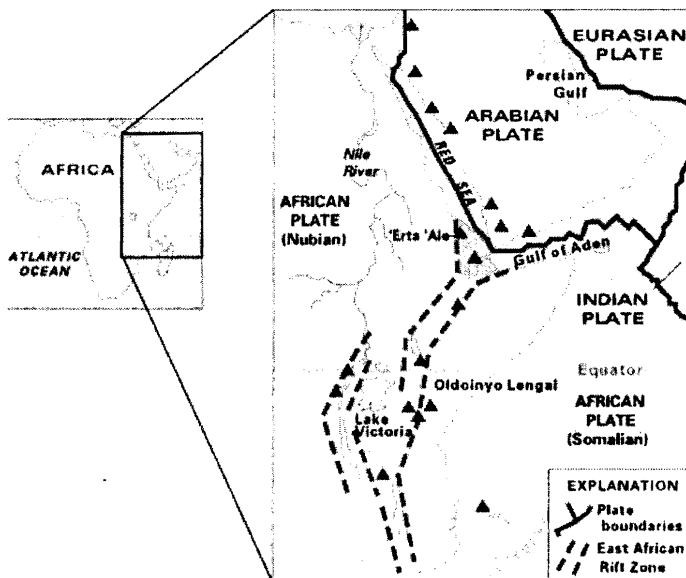 AFRICA
ATLANTIC
OCEAN
EURASIAN
PLATE
Persian
Gulf
ARABIAN
PLATE
RED SEA
Nile
River
AFRICAN
PLATE
(Nubian)
'Erta 'Ale
Gulf of Aden
INDIAN
PLATE
Equator
Oldoinyo Lengai
AFRICAN
PLATE
(Somalian)
Lake
Victoria
EXPLANATION
Plate
boundaries
East African
Rift Zone